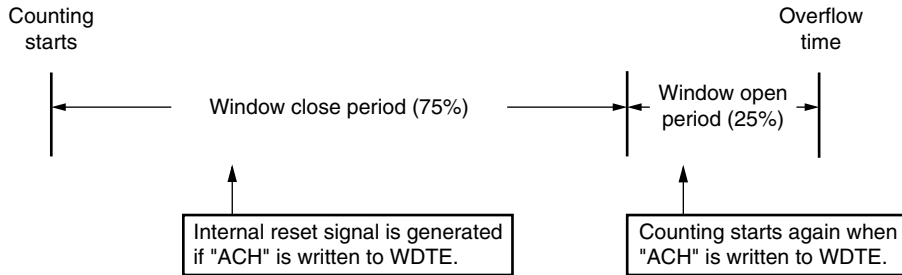 Counting
starts
Overflow
time
Window close period (75%)
Window open
period (25%)
Internal reset signal is generated
if "ACH" is written to WDTE.
Counting starts again when
"ACH" is written to WDTE.